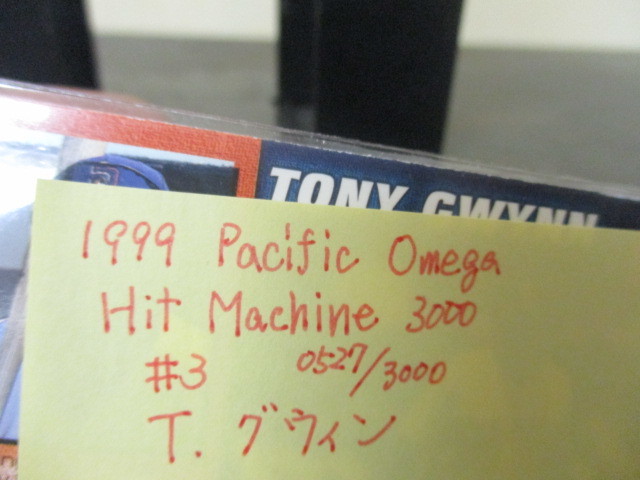 TONY GWYNN
1999 Pacific Omega
Hit Machine 3000
#3 0527/3000
T. グウィン